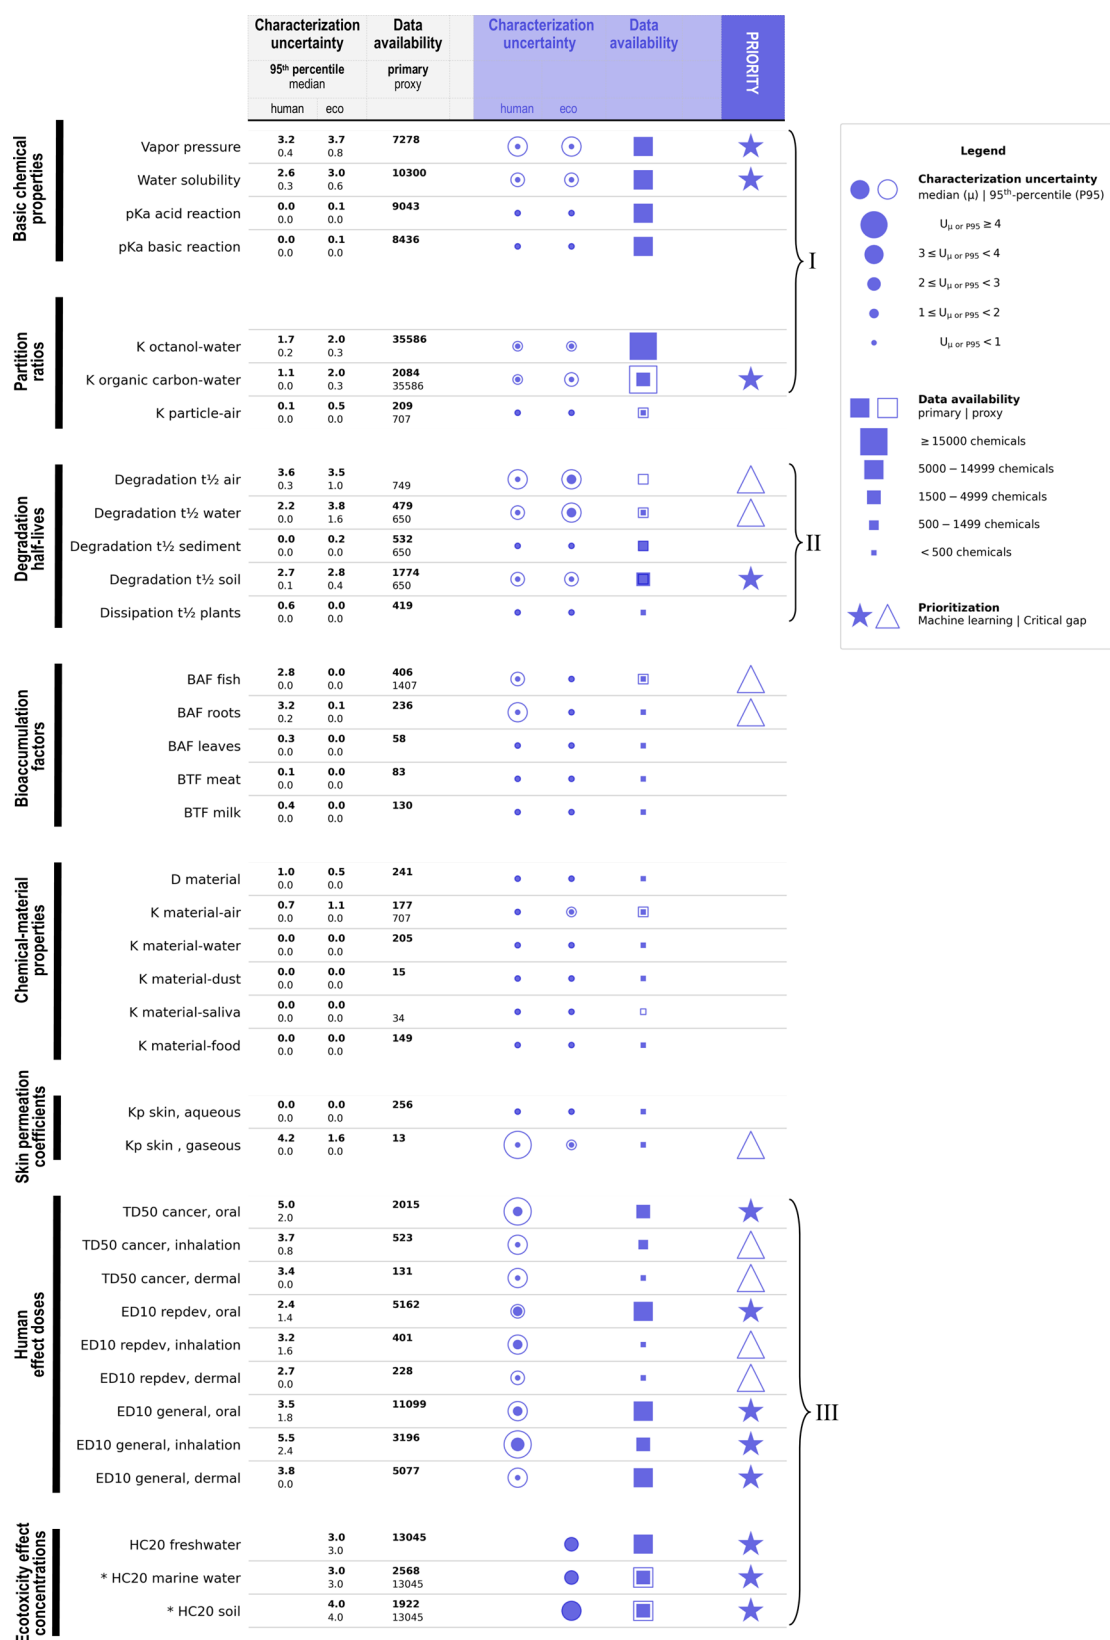 Characterization uncertainty
Data availability
Characterization uncertainty
Data availability
PRIORITY
95th percentile
median
primary
proxy
human eco
human eco
Basic chemical properties
Vapor pressure 3.2 3.7 7278
0.4 0.8
Water solubility 2.6 3.0 10300
0.3 0.6
pKa acid reaction 0.0 0.1 9043
0.0 0.0
pKa basic reaction 0.0 0.1 8436
0.0 0.0
I
Partition ratios
K octanol-water 1.7 2.0 35586
0.2 0.3
K organic carbon-water 1.1 2.0 2084
0.0 0.3 35586
K particle-air 0.1 0.5 209
0.0 0.0 707
Degradation half-lives
Degradation t½ air 3.6 3.5
0.3 1.0 749
Degradation t½ water 2.2 3.8 479
0.0 1.6 650
Degradation t½ sediment 0.0 0.2 532
0.0 0.0 650
Degradation t½ soil 2.7 2.8 1774
0.1 0.4 650
Dissipation t½ plants 0.6 0.0 419
0.0 0.0
II
Bioaccumulation factors
BAF fish 2.8 0.0 406
0.0 0.0 1407
BAF roots 3.2 0.1 236
0.2 0.0
BAF leaves 0.3 0.0 58
0.0 0.0
BTF meat 0.1 0.0 83
0.0 0.0
BTF milk 0.4 0.0 130
0.0 0.0
Chemical-material properties
D material 1.0 0.5 241
0.0 0.0
K material-air 0.7 1.1 177
0.0 0.0 707
K material-water 0.0 0.0 205
0.0 0.0
K material-dust 0.0 0.0 15
0.0 0.0
K material-saliva 0.0 0.0
0.0 0.0 34
K material-food 0.0 0.0 149
0.0 0.0
Skin permeation coefficients
Kp skin, aqueous 0.0 0.0 256
0.0 0.0
Kp skin , gaseous 4.2 1.6 13
0.0 0.0
Human effect doses
TD50 cancer, oral 5.0 2015
2.0
TD50 cancer, inhalation 3.7 523
0.8
TD50 cancer, dermal 3.4 131
0.0
ED10 repdev, oral 2.4 5162
1.4
ED10 repdev, inhalation 3.2 401
1.6
ED10 repdev, dermal 2.7 228
0.0
ED10 general, oral 3.5 11099
1.8
ED10 general, inhalation 5.5 3196
2.4
ED10 general, dermal 3.8 5077
0.0
III
Ecotoxicity effect concentrations
HC20 freshwater 3.0 13045
3.0
* HC20 marine water 3.0 2568
3.0 13045
* HC20 soil 4.0 1922
4.0 13045
Legend
Characterization uncertainty
median (μ) | 95th-percentile (P95)
Uμ or P95 ≥ 4
3 ≤ Uμ or P95 < 4
2 ≤ Uμ or P95 < 3
1 ≤ Uμ or P95 < 2
Uμ or P95 < 1
Data availability
primary | proxy
≥ 15000 chemicals
5000 − 14999 chemicals
1500 − 4999 chemicals
500 − 1499 chemicals
< 500 chemicals
Prioritization
Machine learning | Critical gap